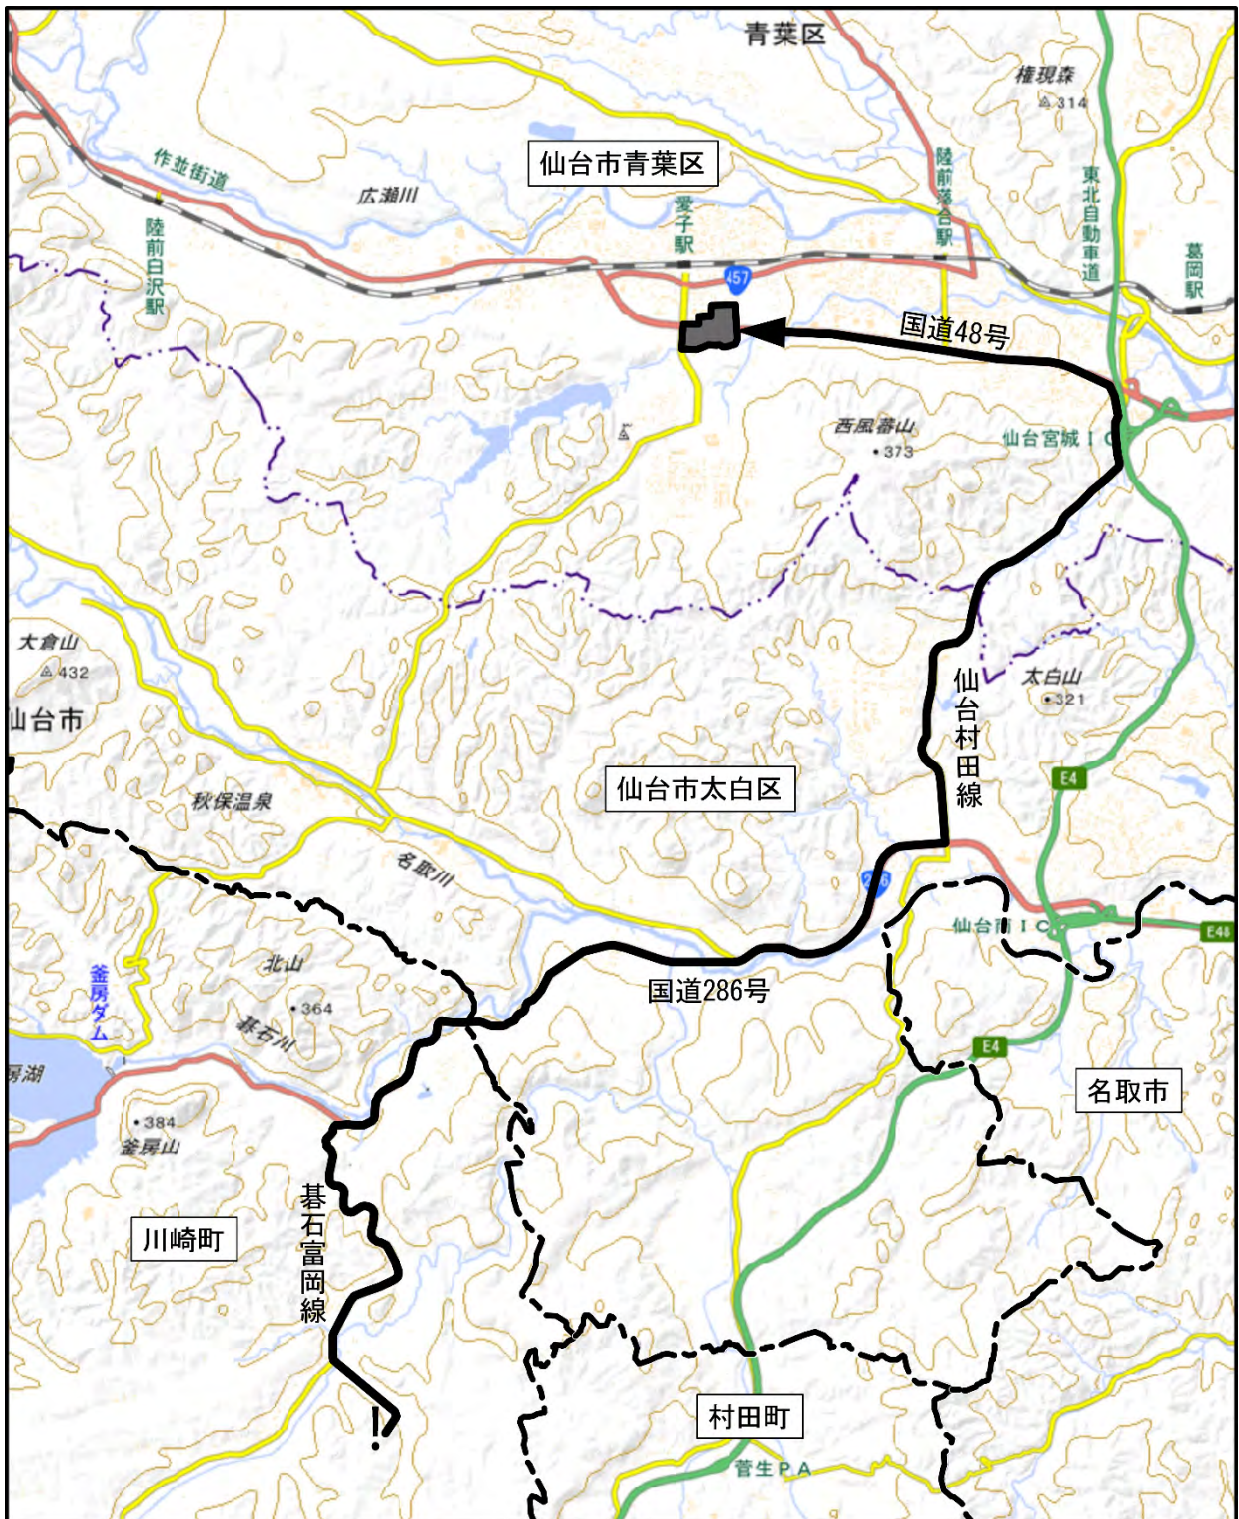 青葉区
権現森
314
仙台市青葉区
作並街道
広瀬川
陸前落合駅
東北自動車道
愛子駅
陸前白沢駅
葛岡駅
457
国道48号
西風蕃山
373
仙台宮城IC
大倉山
432
太白山
321
仙台市
仙台村田線
E4
仙台市太白区
秋保温泉
名取川
286
仙台南IC
E48
北山
釜房ダム
国道286号
364
碁石川
E4
房湖
名取市
384
釜房山
碁石富岡線
川崎町
村田町
菅生PA